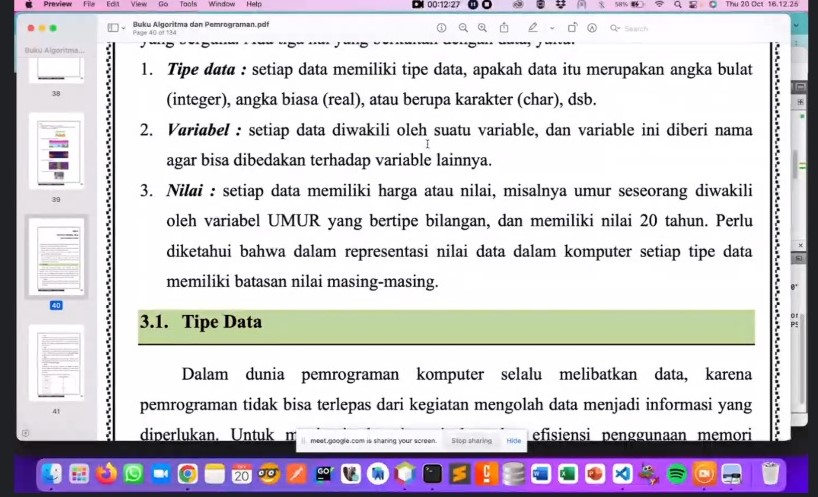 Preview File Edit View Go Tools Window Help 00:12:27 58% Thu 20 Oct 16.12.26
Buku Algoritma dan Pemrograman.pdf
Page 40 of 194
Search
Buku Algoritma...
38
39
40
41
1. Tipe data : setiap data memiliki tipe data, apakah data itu merupakan angka bulat
(integer), angka biasa (real), atau berupa karakter (char), dsb.
2. Variabel : setiap data diwakili oleh suatu variable, dan variable ini diberi nama
agar bisa dibedakan terhadap variable lainnya.
3. Nilai : setiap data memiliki harga atau nilai, misalnya umur seseorang diwakili
oleh variabel UMUR yang bertipe bilangan, dan memiliki nilai 20 tahun. Perlu
diketahui bahwa dalam representasi nilai data dalam komputer setiap tipe data
memiliki batasan nilai masing-masing.
3.1. Tipe Data
Dalam dunia pemrograman komputer selalu melibatkan data, karena
pemrograman tidak bisa terlepas dari kegiatan mengolah data menjadi informasi yang
diperlukan. Untuk efisiensi penggunaan memori
meet.google.com is sharing your screen. Stop sharing Hide
OCT
20
GO